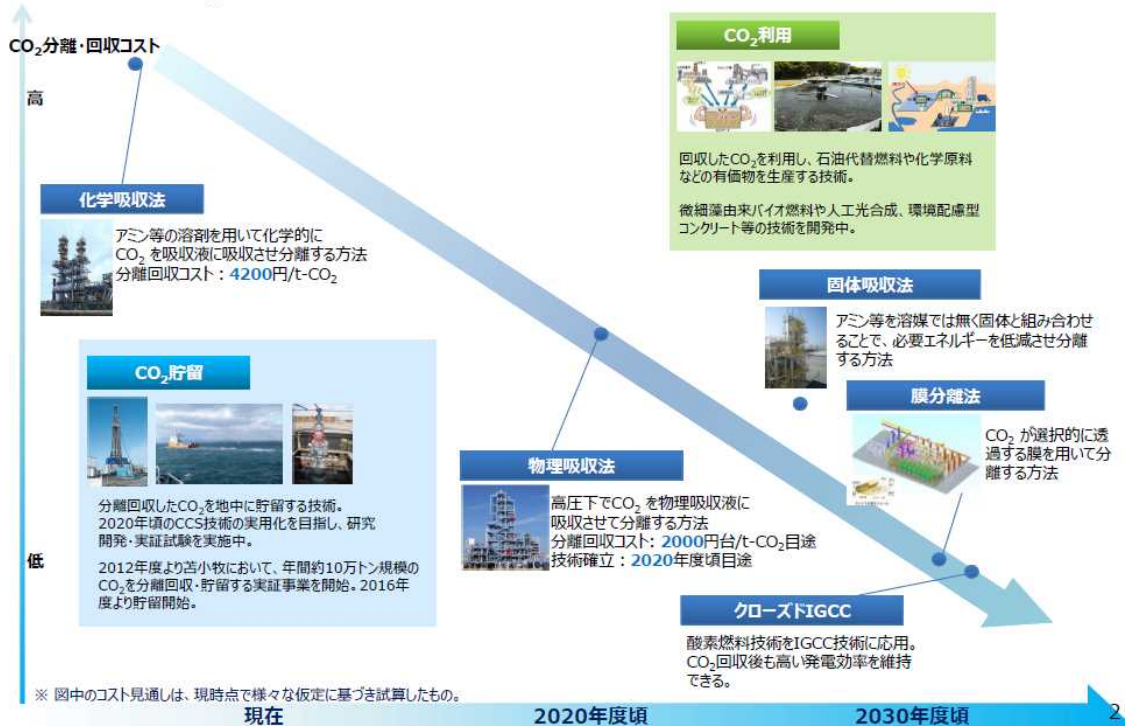 CO₂分離・回収コスト
高
低
化学吸収法
アミン等の溶剤を用いて化学的に
CO₂ を吸収液に吸収させ分離する方法
分離回収コスト：4200円/t-CO₂
CO₂貯留
分離回収したCO₂を地中に貯留する技術。
2020年頃のCCS技術の実用化を目指し、研究
開発・実証試験を実施中。
2012年度より苫小牧において、年間約10万トン規模の
CO₂を分離回収・貯留する実証事業を開始。2016年
度より貯留開始。
物理吸収法
高圧下でCO₂ を物理吸収液に
吸収させて分離する方法
分離回収コスト: 2000円台/t-CO₂目途
技術確立：2020年度頃目途
CO₂利用
回収したCO₂を利用し、石油代替燃料や化学原料
などの有価物を生産する技術。
微細藻由来バイオ燃料や人工光合成、環境配慮型
コンクリート等の技術を開発中。
固体吸収法
アミン等を溶媒では無く固体と組み合わせ
ることで、必要エネルギーを低減させ分離
する方法
膜分離法
CO₂ が選択的に透
過する膜を用いて分
離する方法
クローズドIGCC
酸素燃料技術をIGCC技術に応用。
CO₂回収後も高い発電効率を維持
できる。
※ 図中のコスト見通しは、現時点で様々な仮定に基づき試算したもの。
現在
2020年度頃
2030年度頃
2